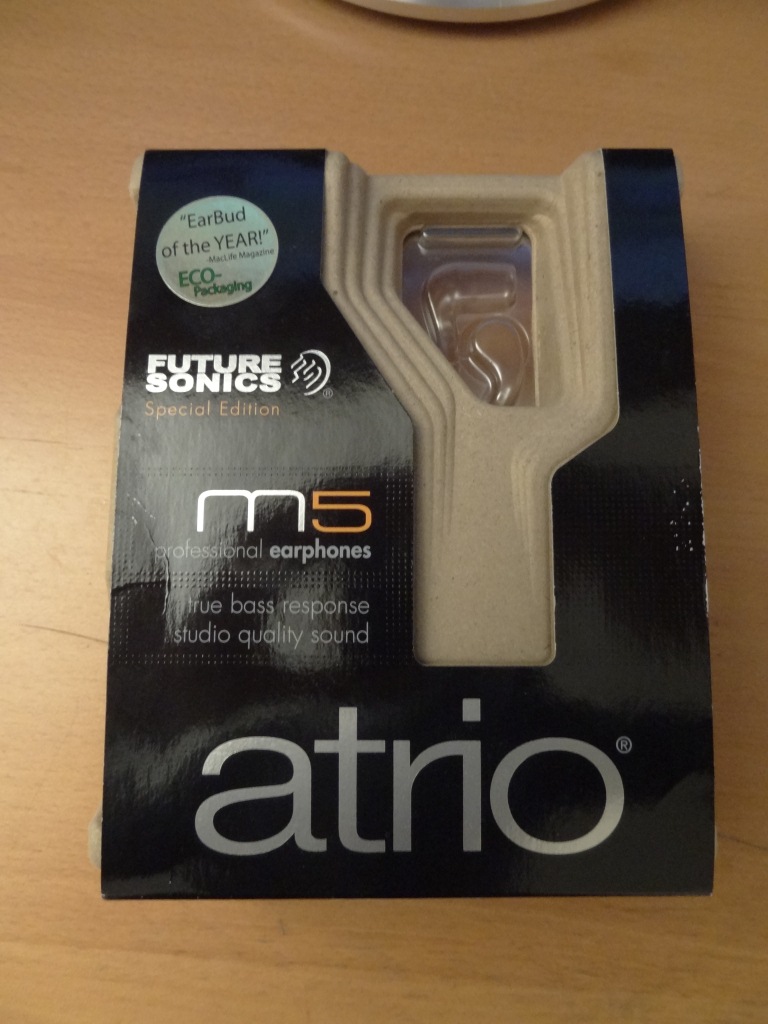 "EarBud
of the YEAR!"
-MacLife Magazine
ECO-
Packaging
FUTURE
SONICS ®
Special Edition
m5
professional earphones
true bass response
studio quality sound
atrio®